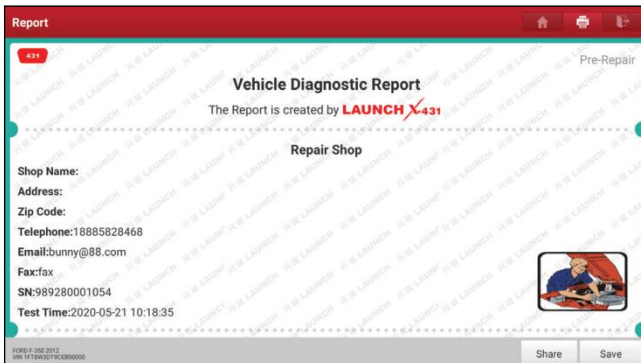 Report
431
Pre-Repair
Vehicle Diagnostic Report
The Report is created by LAUNCH X-431
Repair Shop
Shop Name:
Address:
Zip Code:
Telephone:18885828468
Email:bunny@88.com
Fax:fax
SN:989280001054
Test Time:2020-05-21 10:18:35
FORD F-350 2012
VIN 1FT8W3DT9CEB00000
Share
Save